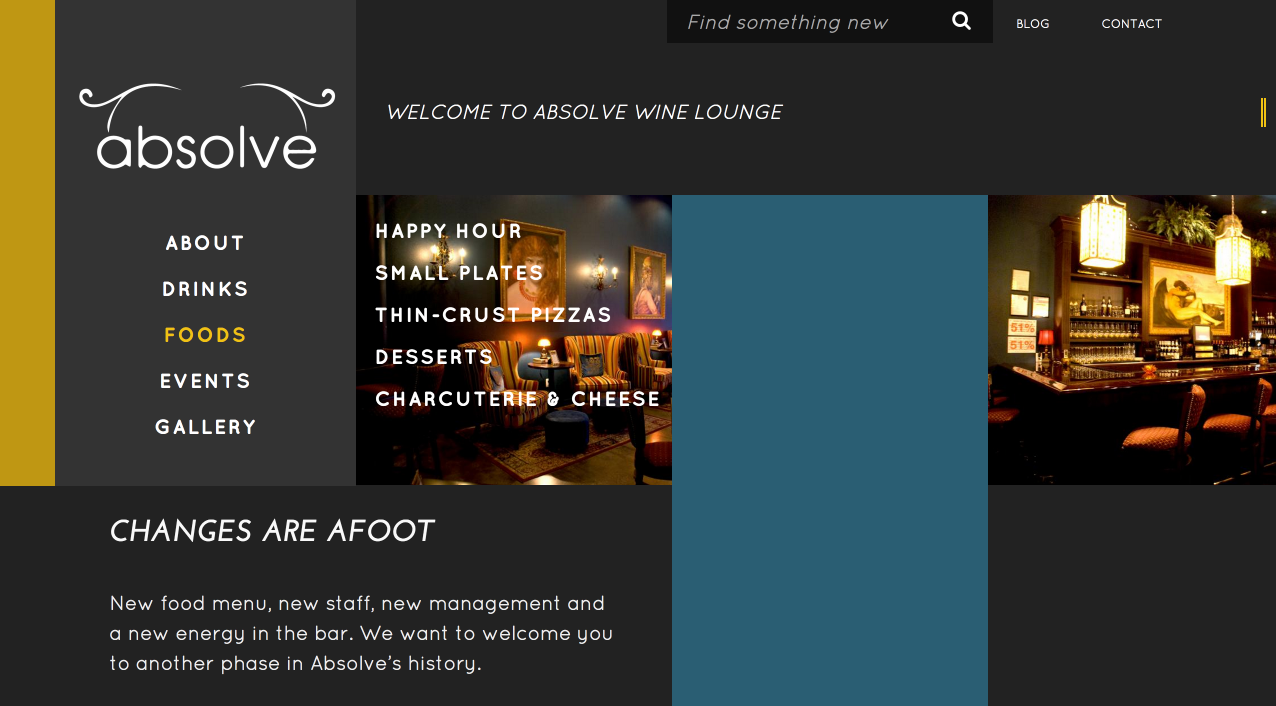 Find something new
BLOG
CONTACT
absolve
WELCOME TO ABSOLVE WINE LOUNGE
ABOUT
DRINKS
FOODS
EVENTS
GALLERY
HAPPY HOUR
SMALL PLATES
THIN-CRUST PIZZAS
DESSERTS
CHARCUTERIE & CHEESE
51%
51%
CHANGES ARE AFOOT
New food menu, new staff, new management and
a new energy in the bar. We want to welcome you
to another phase in Absolve’s history.